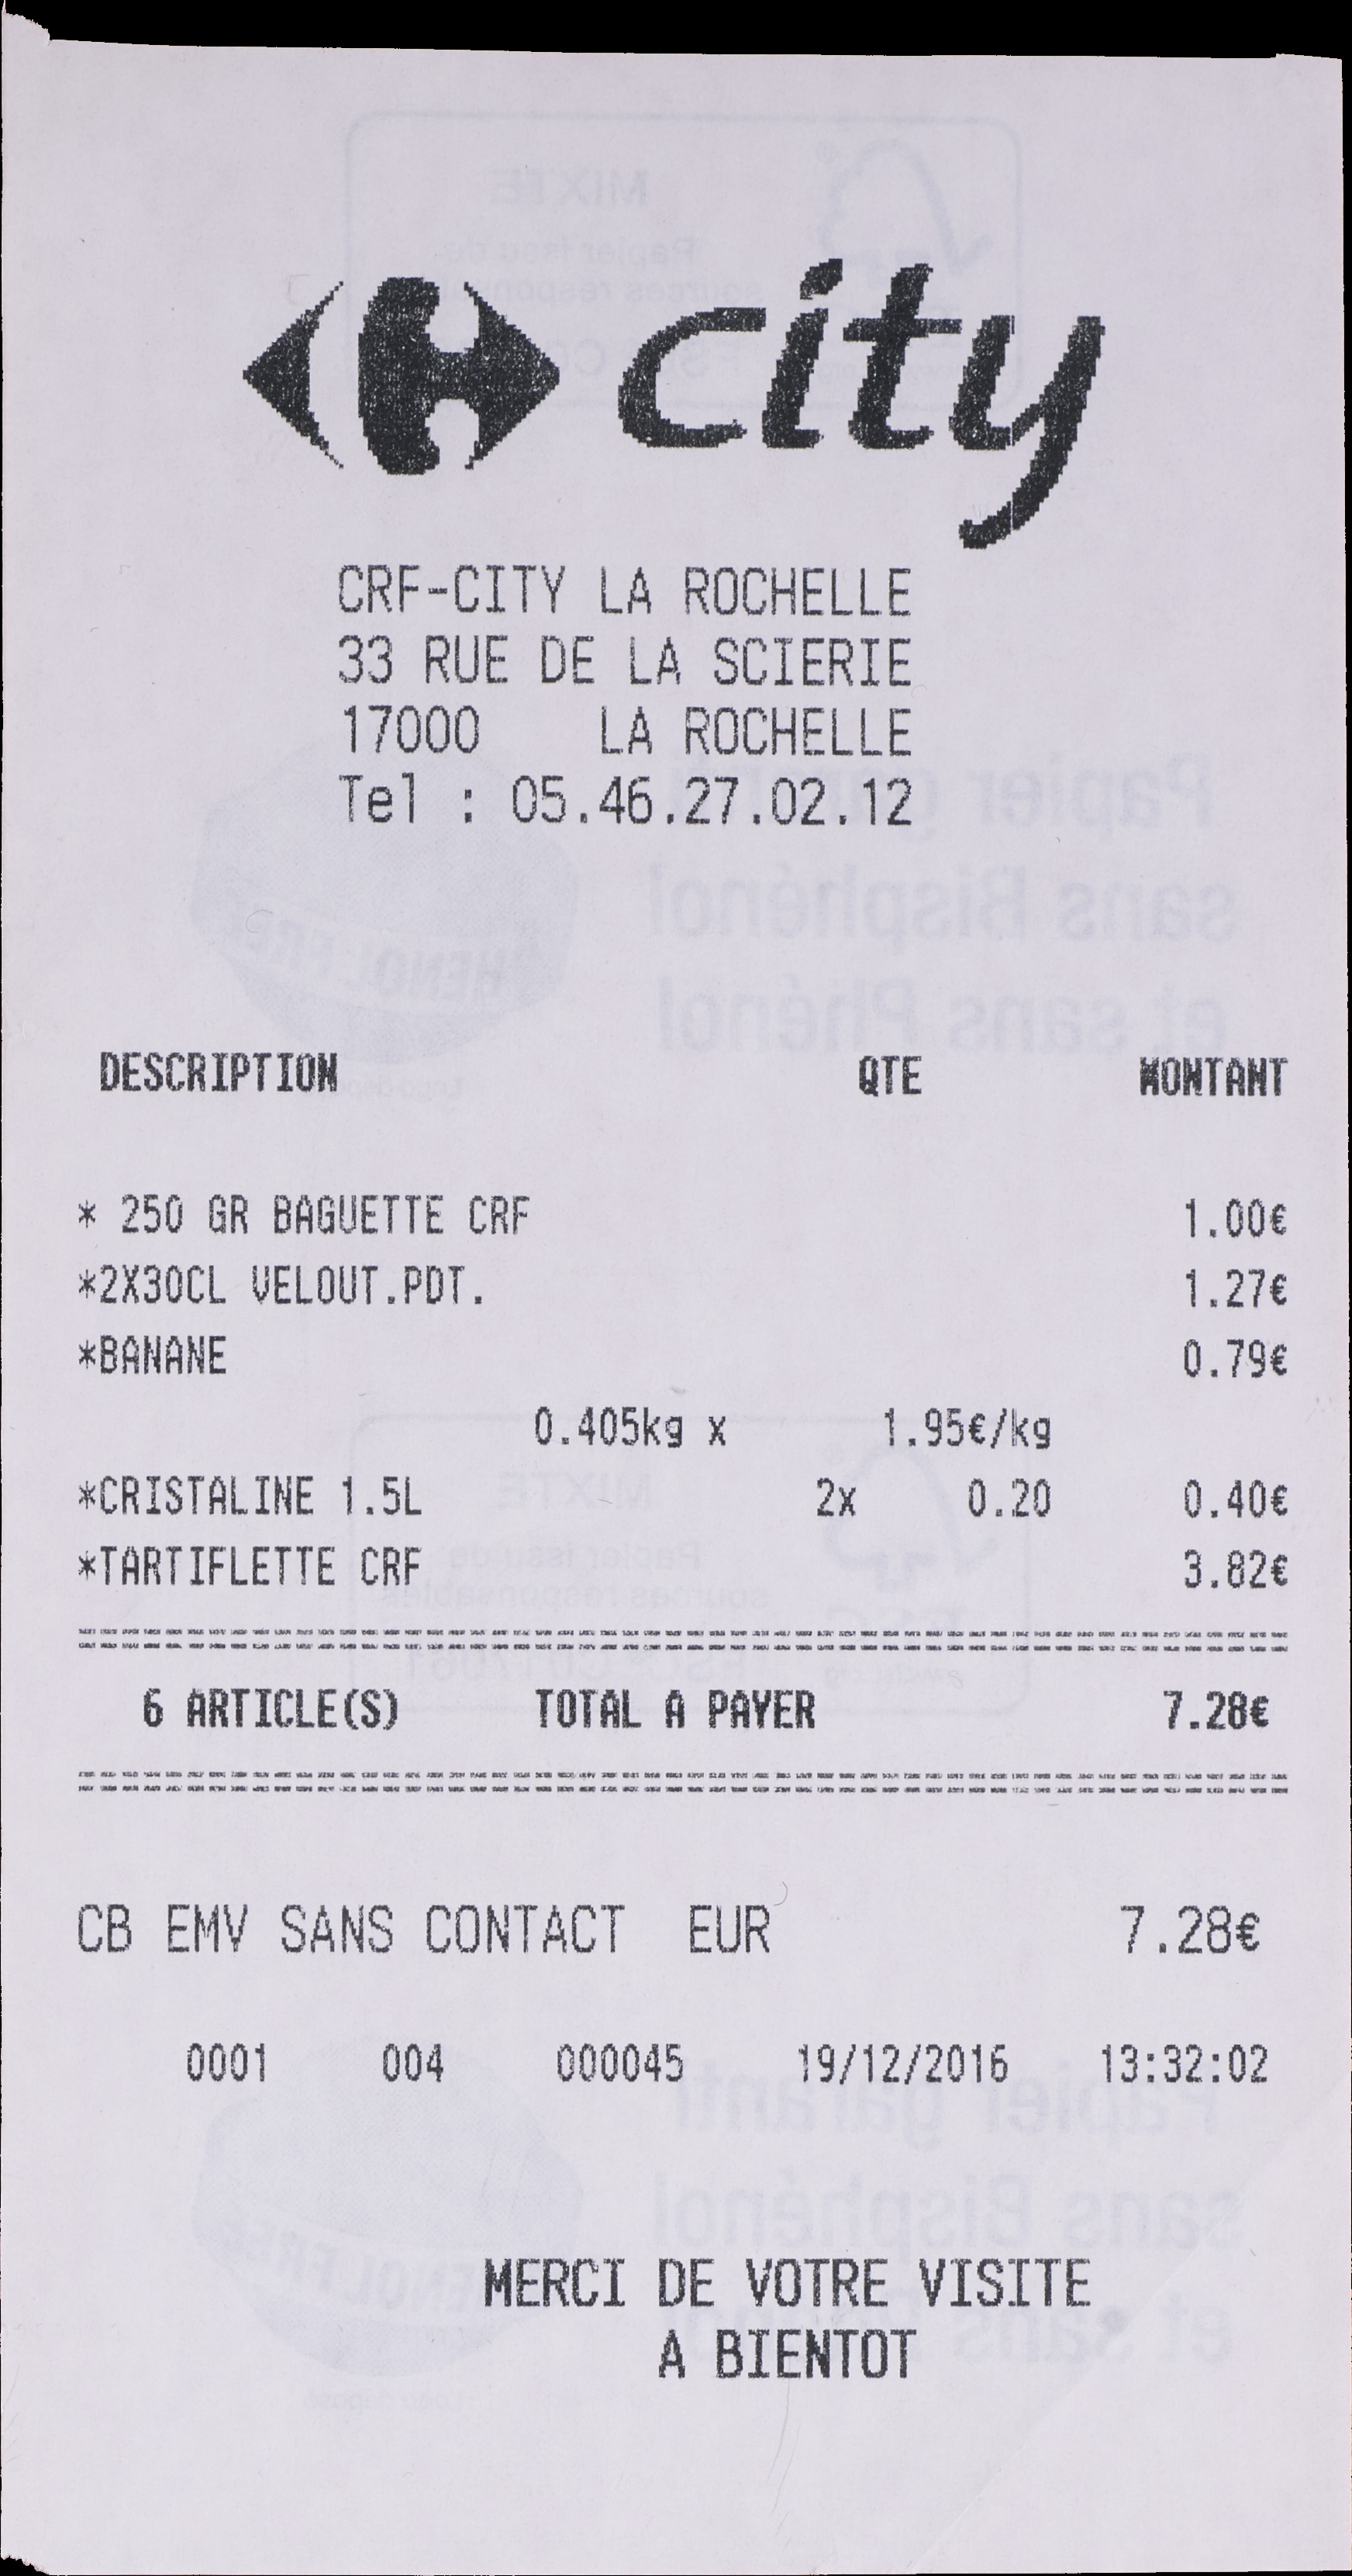 city
CRF-CITY LA ROCHELLE
33 RUE DE LA SCIERIE
17000 LA ROCHELLE
Tel : 05.46.27.02.12
DESCRIPTION QTE MONTANT
* 250 GR BAGUETTE CRF 1.00€
*2X30CL VELOUT.PDT. 1.27€
*BANANE 0.79€
0.405kg x 1.95€/kg
*CRISTALINE 1.5L 2x 0.20 0.40€
*TARTIFLETTE CRF 3.82€
6 ARTICLE(S) TOTAL A PAYER 7.28€
CB EMV SANS CONTACT EUR 7.28€
0001 004 000045 19/12/2016 13:32:02
MERCI DE VOTRE VISITE
A BIENTOT